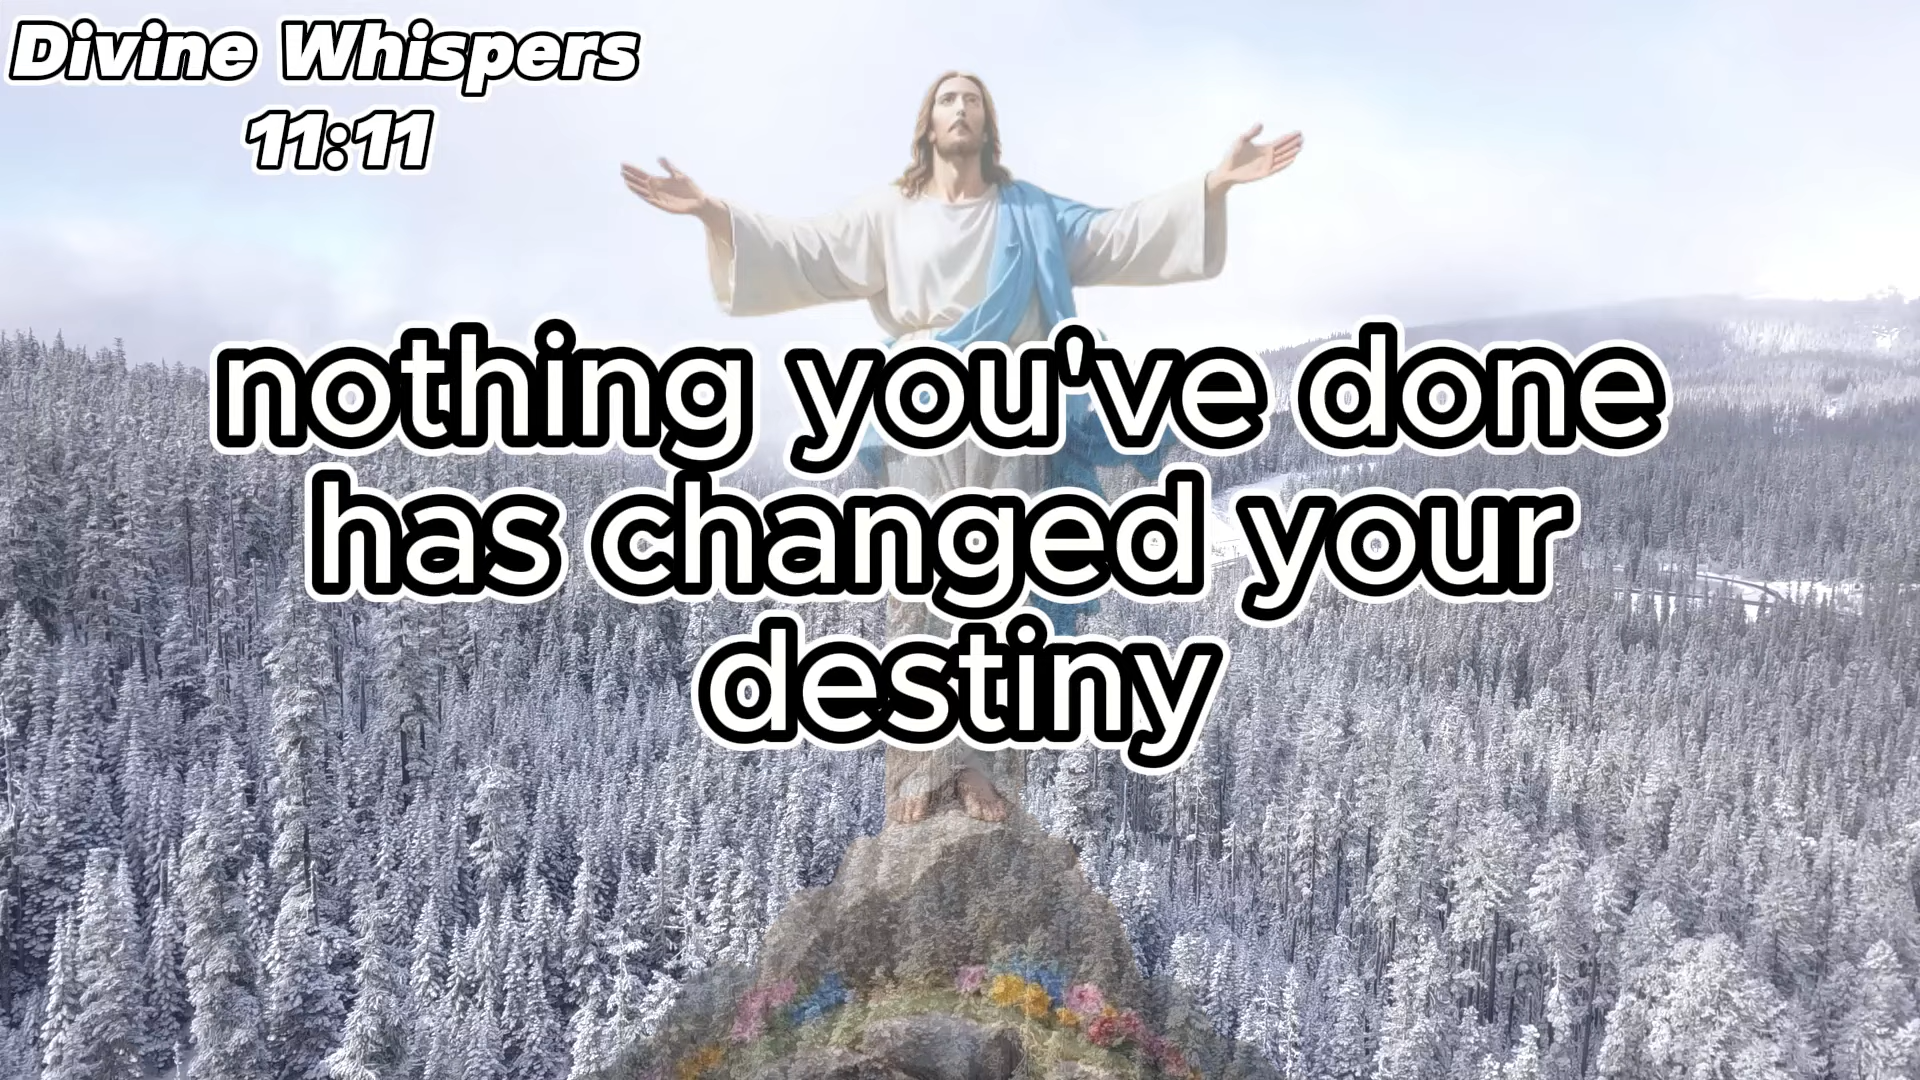 Divine Whispers
11:11
nothing you've done
has changed your
destiny